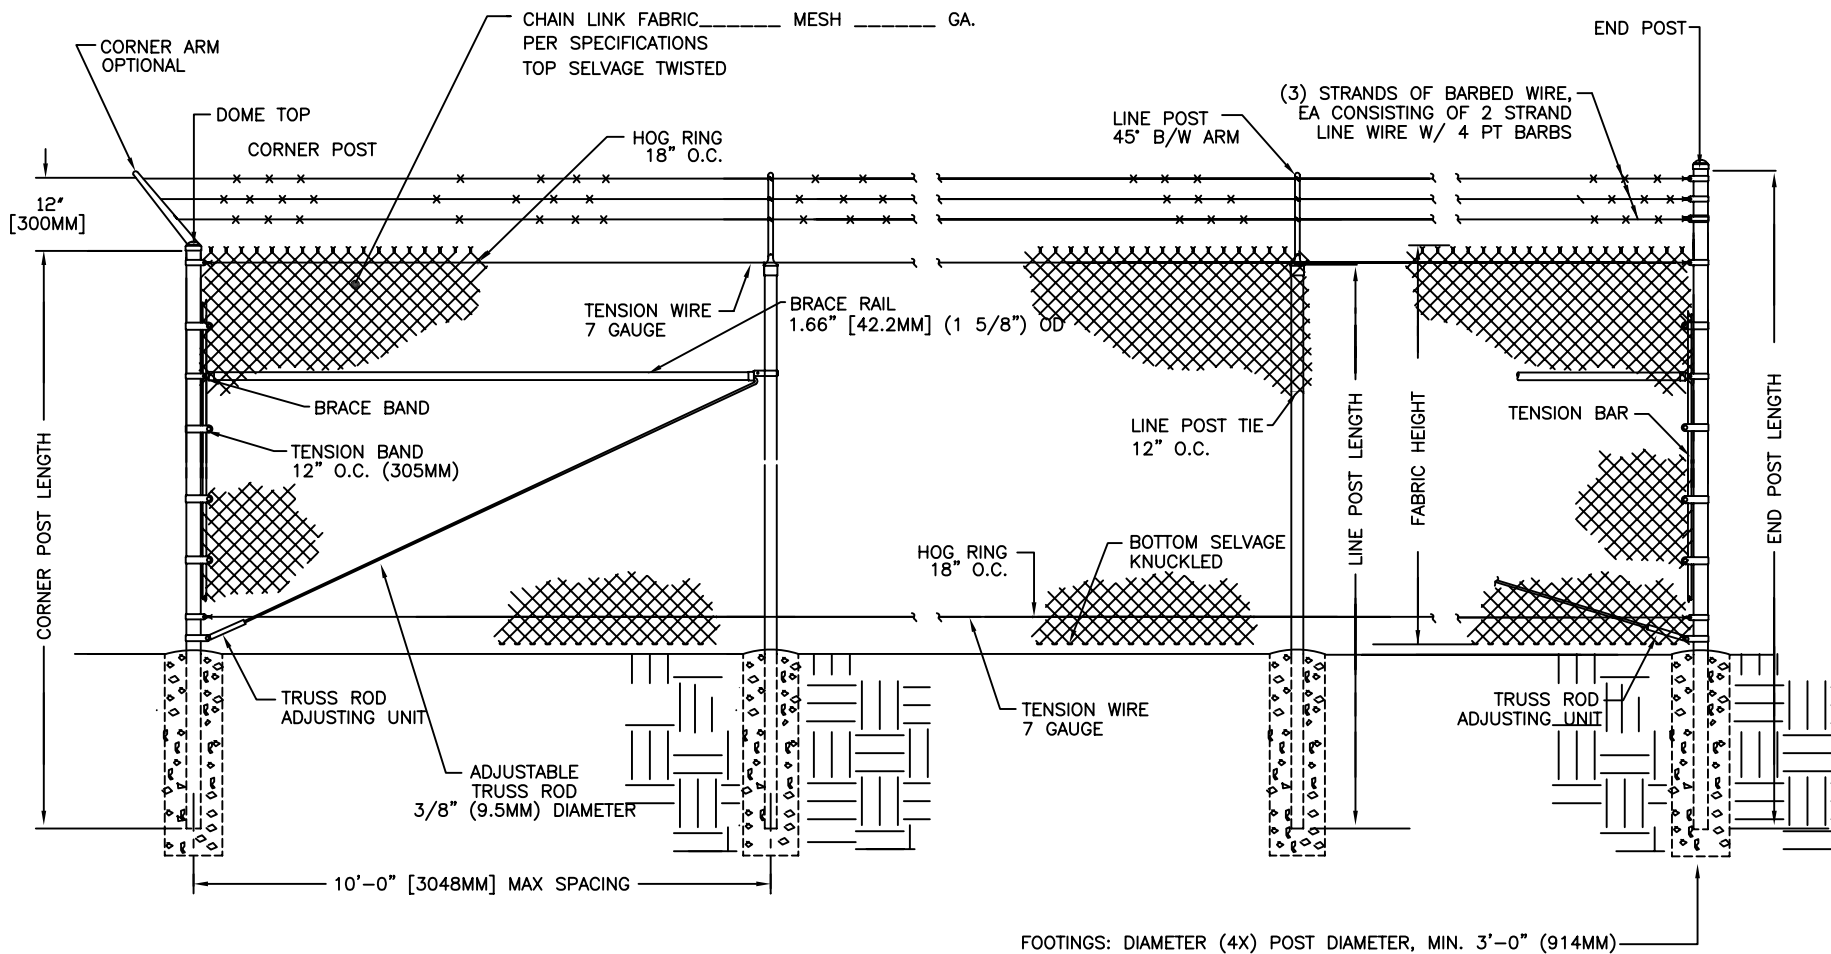 CHAIN LINK FABRIC______ MESH ______ GA.
PER SPECIFICATIONS
TOP SELVAGE TWISTED
CORNER ARM
OPTIONAL
END POST
DOME TOP
CORNER POST
HOG RING
18" O.C.
LINE POST
45° B/W ARM
(3) STRANDS OF BARBED WIRE,
EA CONSISTING OF 2 STRAND
LINE WIRE W/ 4 PT BARBS
12"
[300MM]
TENSION WIRE
7 GAUGE
BRACE RAIL
1.66" [42.2MM] (1 5/8") OD
BRACE BAND
TENSION BAND
12" O.C. (305MM)
LINE POST TIE
12" O.C.
TENSION BAR
CORNER POST LENGTH
LINE POST LENGTH
FABRIC HEIGHT
END POST LENGTH
HOG RING
18" O.C.
BOTTOM SELVAGE
KNUCKLED
TRUSS ROD
ADJUSTING UNIT
TENSION WIRE
7 GAUGE
TRUSS ROD
ADJUSTING UNIT
ADJUSTABLE
TRUSS ROD
3/8" (9.5MM) DIAMETER
10'-0" [3048MM] MAX SPACING
FOOTINGS: DIAMETER (4X) POST DIAMETER, MIN. 3'-0" (914MM)